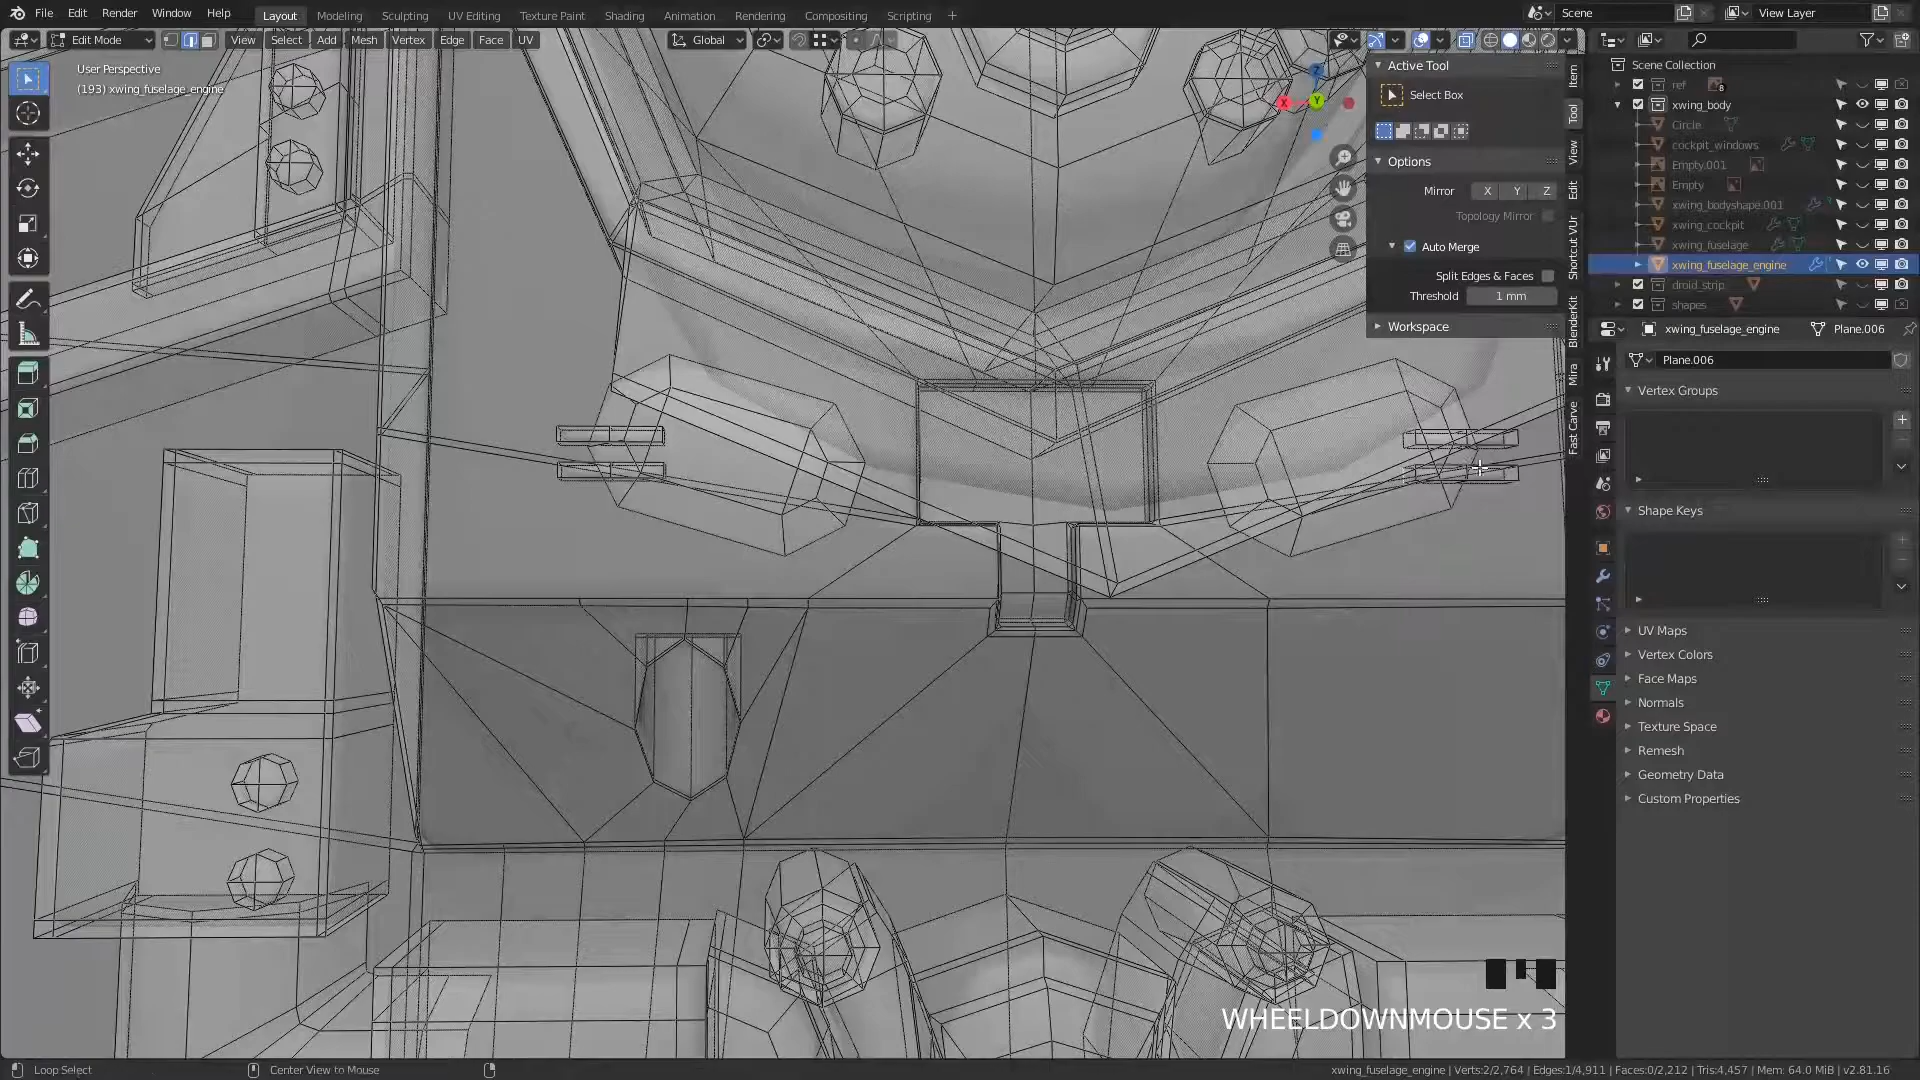 File Edit Render Window Help Layout Modeling Sculpting UV Editing Texture Paint Shading Animation Rendering Compositing Scripting + Scene View Layer
Edit Mode View Select Add Mesh Vertex Edge Face UV Global
User Perspective
(193) xwing_fuselage_engine
Z
X
Y
Active Tool
Select Box
Options
Mirror X Y Z
Topology Mirror
Auto Merge
Split Edges & Faces
Threshold 1 mm
Workspace
Item
Tool
View
Edit
Shortcut VUr
BlenderKit
Mira
Fast Carve
Scene Collection
ref 8
xwing_body
Circle
cockpit_windows
Empty.001
Empty
xwing_bodyshape.001
xwing_cockpit
xwing_fuselage
xwing_fuselage_engine
droid_strip
shapes
xwing_fuselage_engine Plane.006
Plane.006
Vertex Groups
Shape Keys
UV Maps
Vertex Colors
Face Maps
Normals
Texture Space
Remesh
Geometry Data
Custom Properties
WHEELDOWNMOUSE x 3
Loop Select Center View to Mouse xwing_fuselage_engine | Verts:2/2,764 | Edges:1/4,911 | Faces:0/2,212 | Tris:4,457 | Mem: 64.0 MiB | v2.81.16